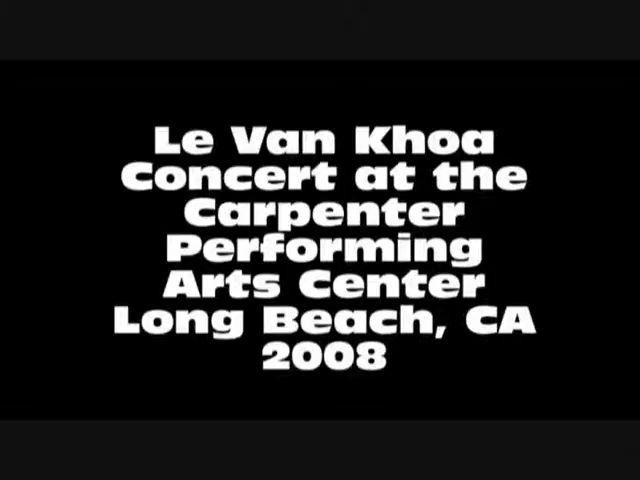 Le Van Khoa
Concert at the
Carpenter
Performing
Arts Center
Long Beach, CA
2008